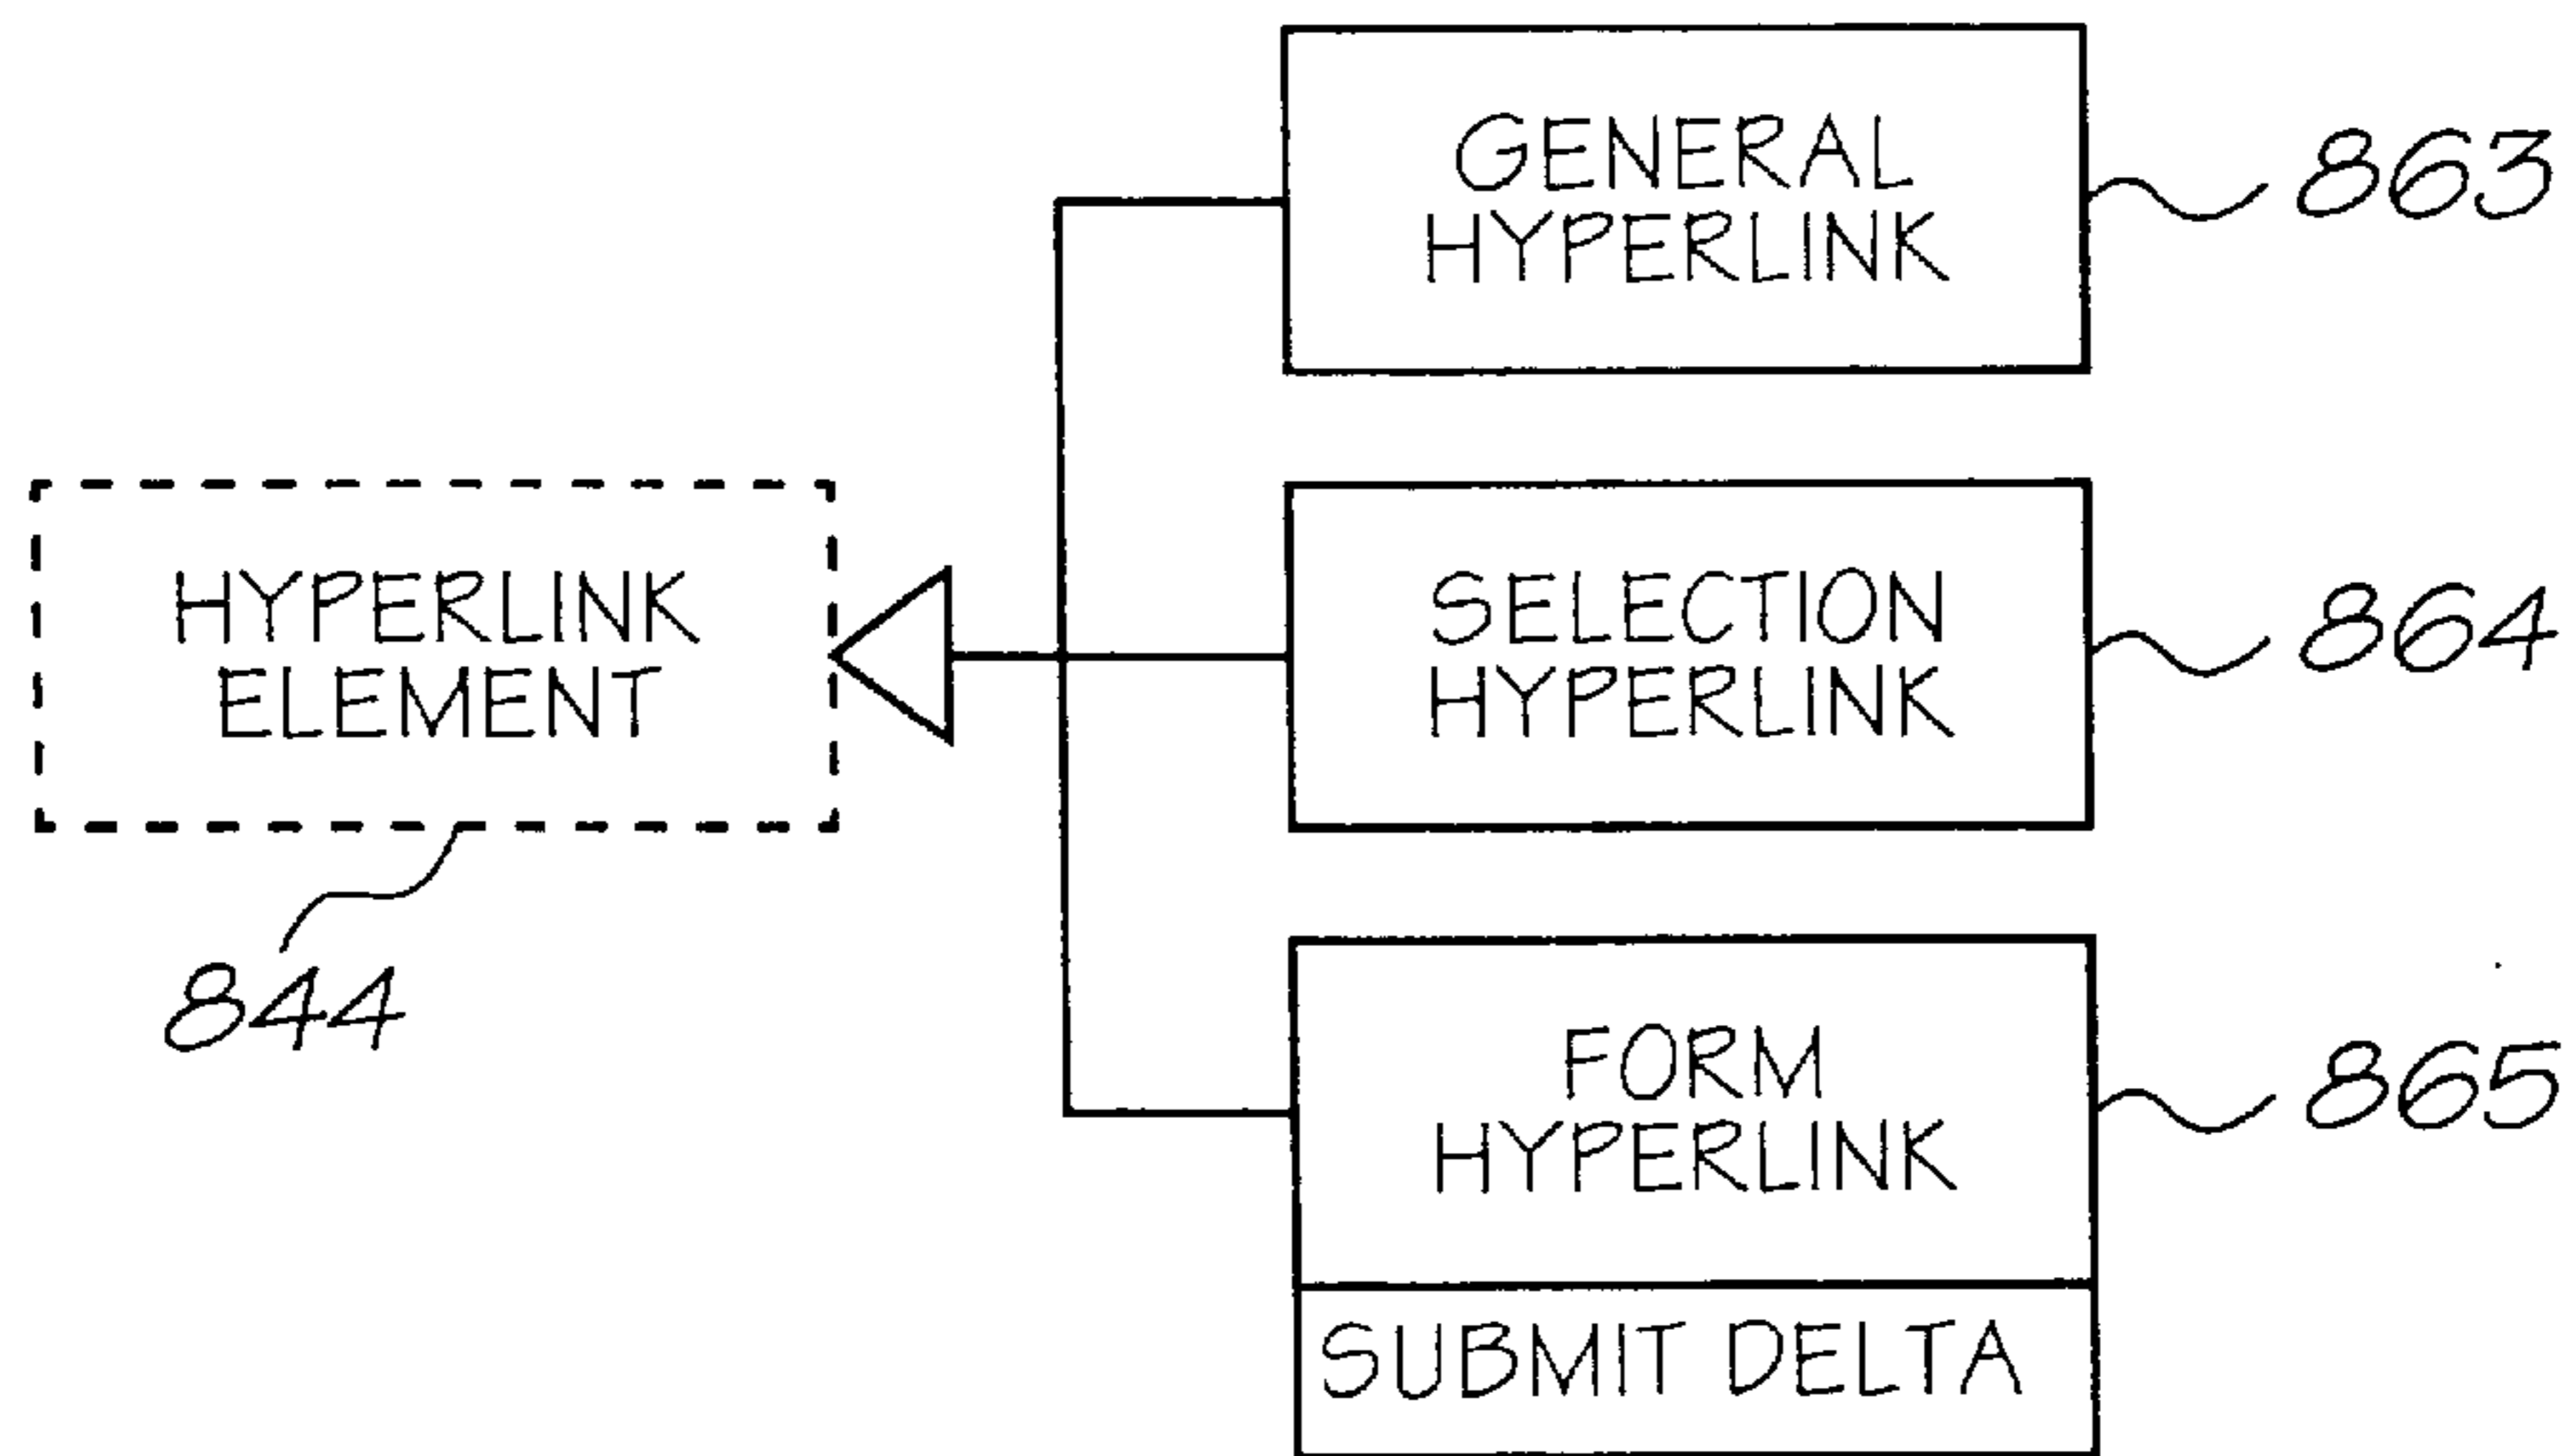 GENERAL
HYPERLINK
863
HYPERLINK
ELEMENT
844
SELECTION
HYPERLINK
864
FORM
HYPERLINK
865
SUBMIT DELTA